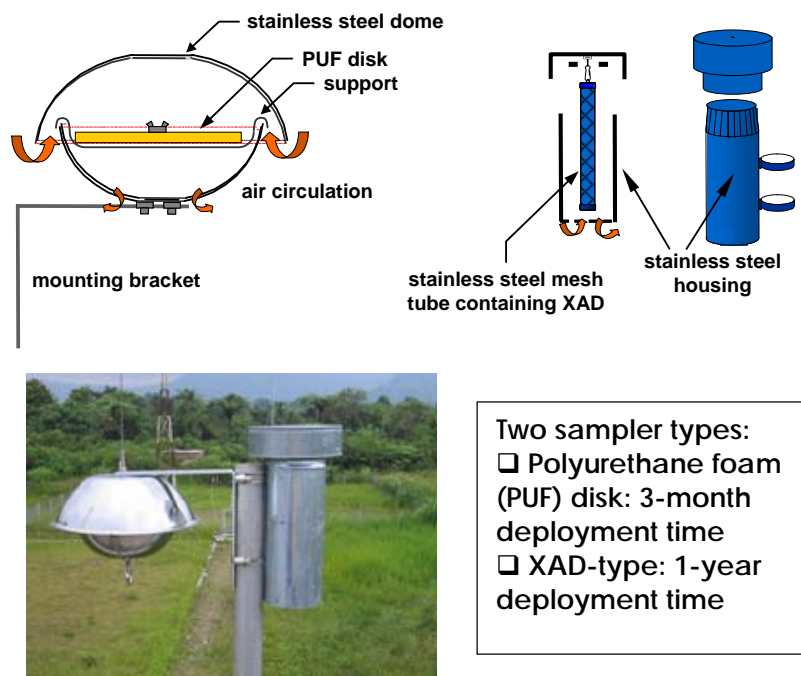 stainless steel dome
PUF disk
support
air circulation
mounting bracket
stainless steel mesh
tube containing XAD
stainless steel
housing
Two sampler types:
❑ Polyurethane foam
(PUF) disk: 3-month
deployment time
❑ XAD-type: 1-year
deployment time